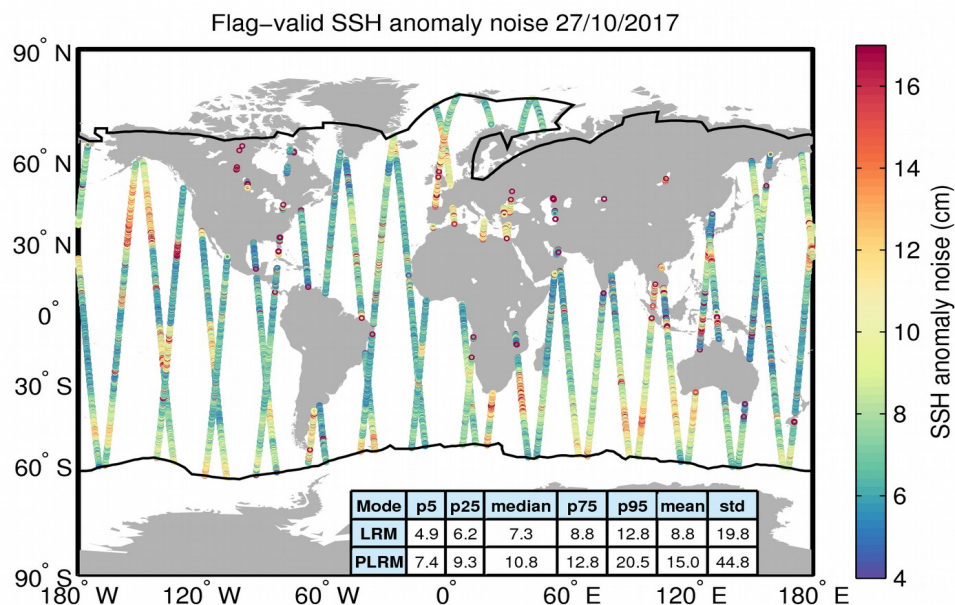 Flag−valid SSH anomaly noise 27/10/2017
90° N
60° N
30° N
0°
30° S
60° S
90° S
180° W
120° W
60° W
0°
60° E
120° E
180° E
Mode p5 p25 median p75 p95 mean std
LRM 4.9 6.2 7.3 8.8 12.8 8.8 19.8
PLRM 7.4 9.3 10.8 12.8 20.5 15.0 44.8
16
14
12
10
8
6
4
SSH anomaly noise (cm)